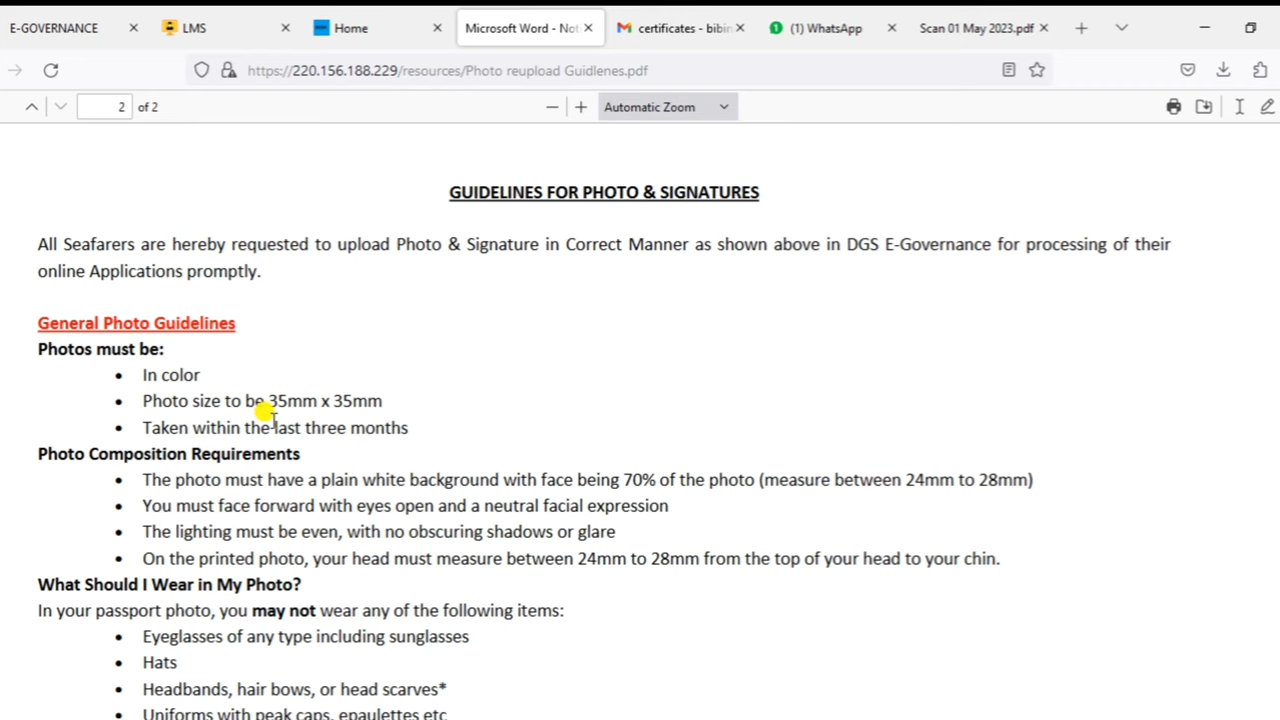 E-GOVERNANCE
LMS
Home
Microsoft Word - Not
certificates - bibin
(1) WhatsApp
Scan 01 May 2023.pdf
https://220.156.188.229/resources/Photo reupload Guidlenes.pdf
2 of 2
Automatic Zoom
GUIDELINES FOR PHOTO & SIGNATURES
All Seafarers are hereby requested to upload Photo & Signature in Correct Manner as shown above in DGS E-Governance for processing of their
online Applications promptly.
General Photo Guidelines
Photos must be:
• In color
• Photo size to be 35mm x 35mm
• Taken within the last three months
Photo Composition Requirements
• The photo must have a plain white background with face being 70% of the photo (measure between 24mm to 28mm)
• You must face forward with eyes open and a neutral facial expression
• The lighting must be even, with no obscuring shadows or glare
• On the printed photo, your head must measure between 24mm to 28mm from the top of your head to your chin.
What Should I Wear in My Photo?
In your passport photo, you may not wear any of the following items:
• Eyeglasses of any type including sunglasses
• Hats
• Headbands, hair bows, or head scarves*
• Uniforms with peak caps, epaulettes etc